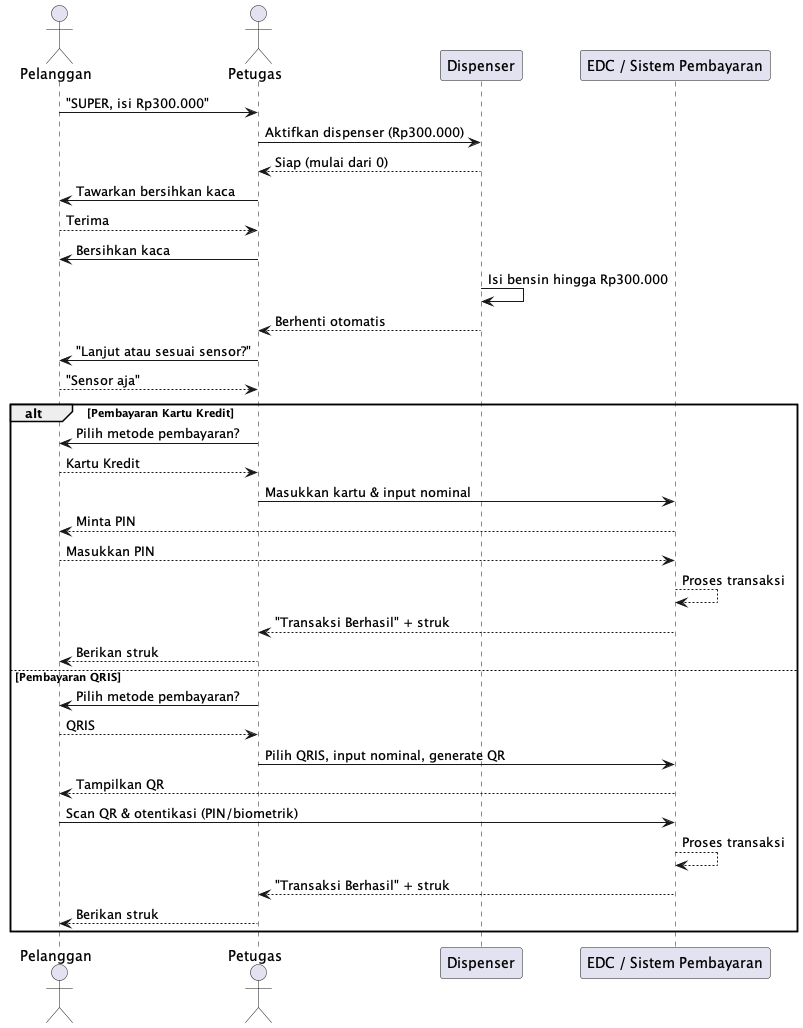 Pelanggan
Petugas
Dispenser
EDC / Sistem Pembayaran
"SUPER, isi Rp300.000"
Aktifkan dispenser (Rp300.000)
Siap (mulai dari 0)
Tawarkan bersihkan kaca
Terima
Bersihkan kaca
Isi bensin hingga Rp300.000
Berhenti otomatis
"Lanjut atau sesuai sensor?"
"Sensor aja"
alt
[Pembayaran Kartu Kredit]
Pilih metode pembayaran?
Kartu Kredit
Masukkan kartu & input nominal
Minta PIN
Masukkan PIN
Proses transaksi
"Transaksi Berhasil" + struk
Berikan struk
[Pembayaran QRIS]
Pilih metode pembayaran?
QRIS
Pilih QRIS, input nominal, generate QR
Tampilkan QR
Scan QR & otentikasi (PIN/biometrik)
Proses transaksi
"Transaksi Berhasil" + struk
Berikan struk
Pelanggan
Petugas
Dispenser
EDC / Sistem Pembayaran